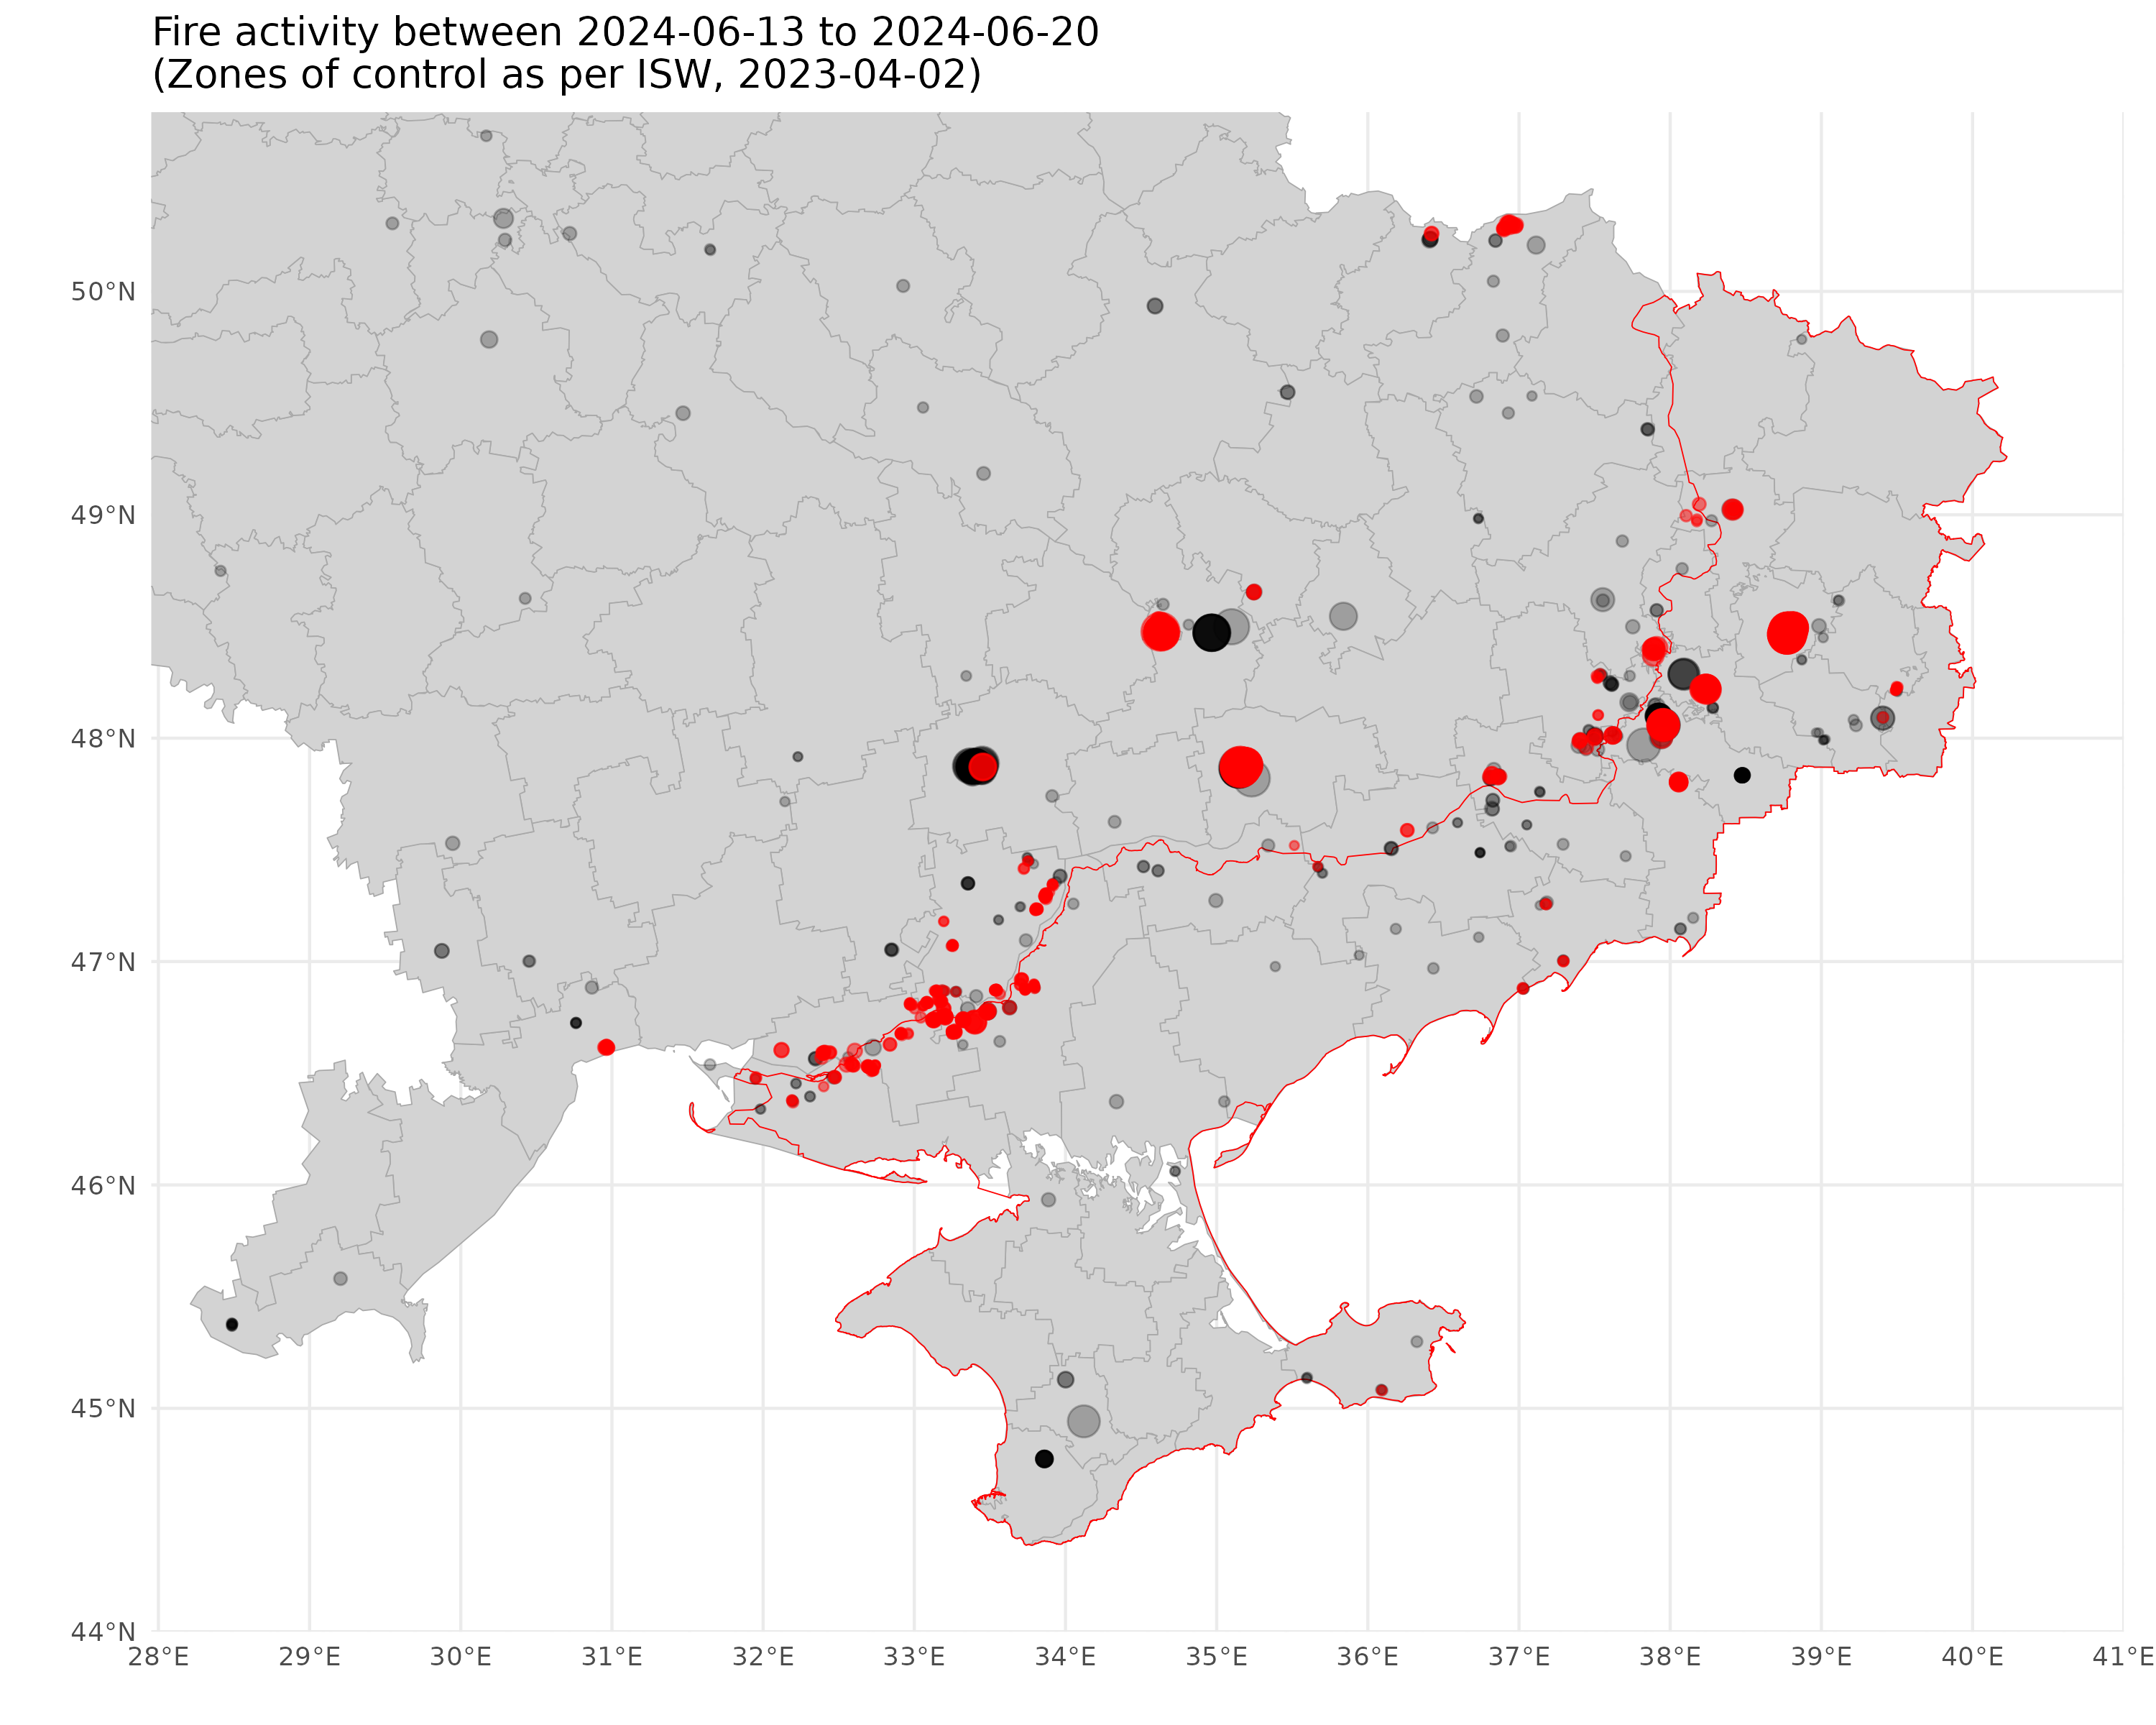 Fire activity between 2024-06-13 to 2024-06-20
(Zones of control as per ISW, 2023-04-02)
50°N
49°N
48°N
47°N
46°N
45°N
44°N
28°E 29°E 30°E 31°E 32°E 33°E 34°E 35°E 36°E 37°E 38°E 39°E 40°E 41°E